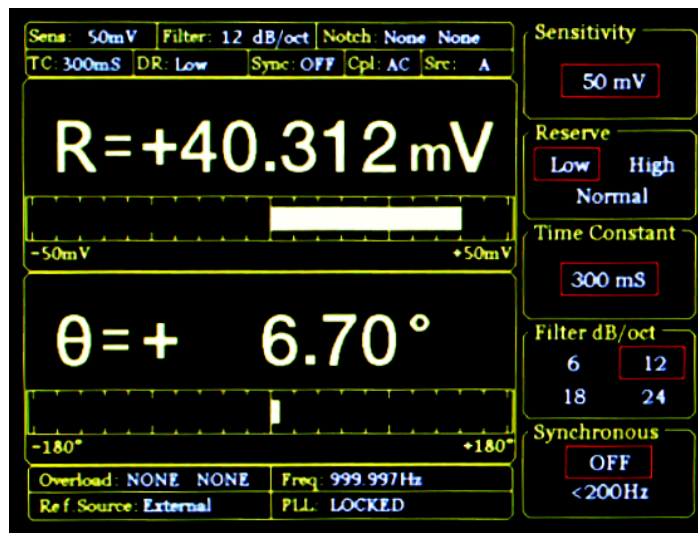 Sens: 50mV Filter: 12 dB/oct Notch: None None
TC: 300mS DR: Low Sync: OFF Cpl: AC Src: A
R=+40.312 mV
-50mV +50mV
θ=+ 6.70°
-180° +180°
Overload: NONE NONE Freq: 999.997Hz
Ref.Source: External PLL: LOCKED
Sensitivity
50 mV
Reserve
Low High
Normal
Time Constant
300 mS
Filter dB/oct
6 12
18 24
Synchronous
OFF
<200Hz